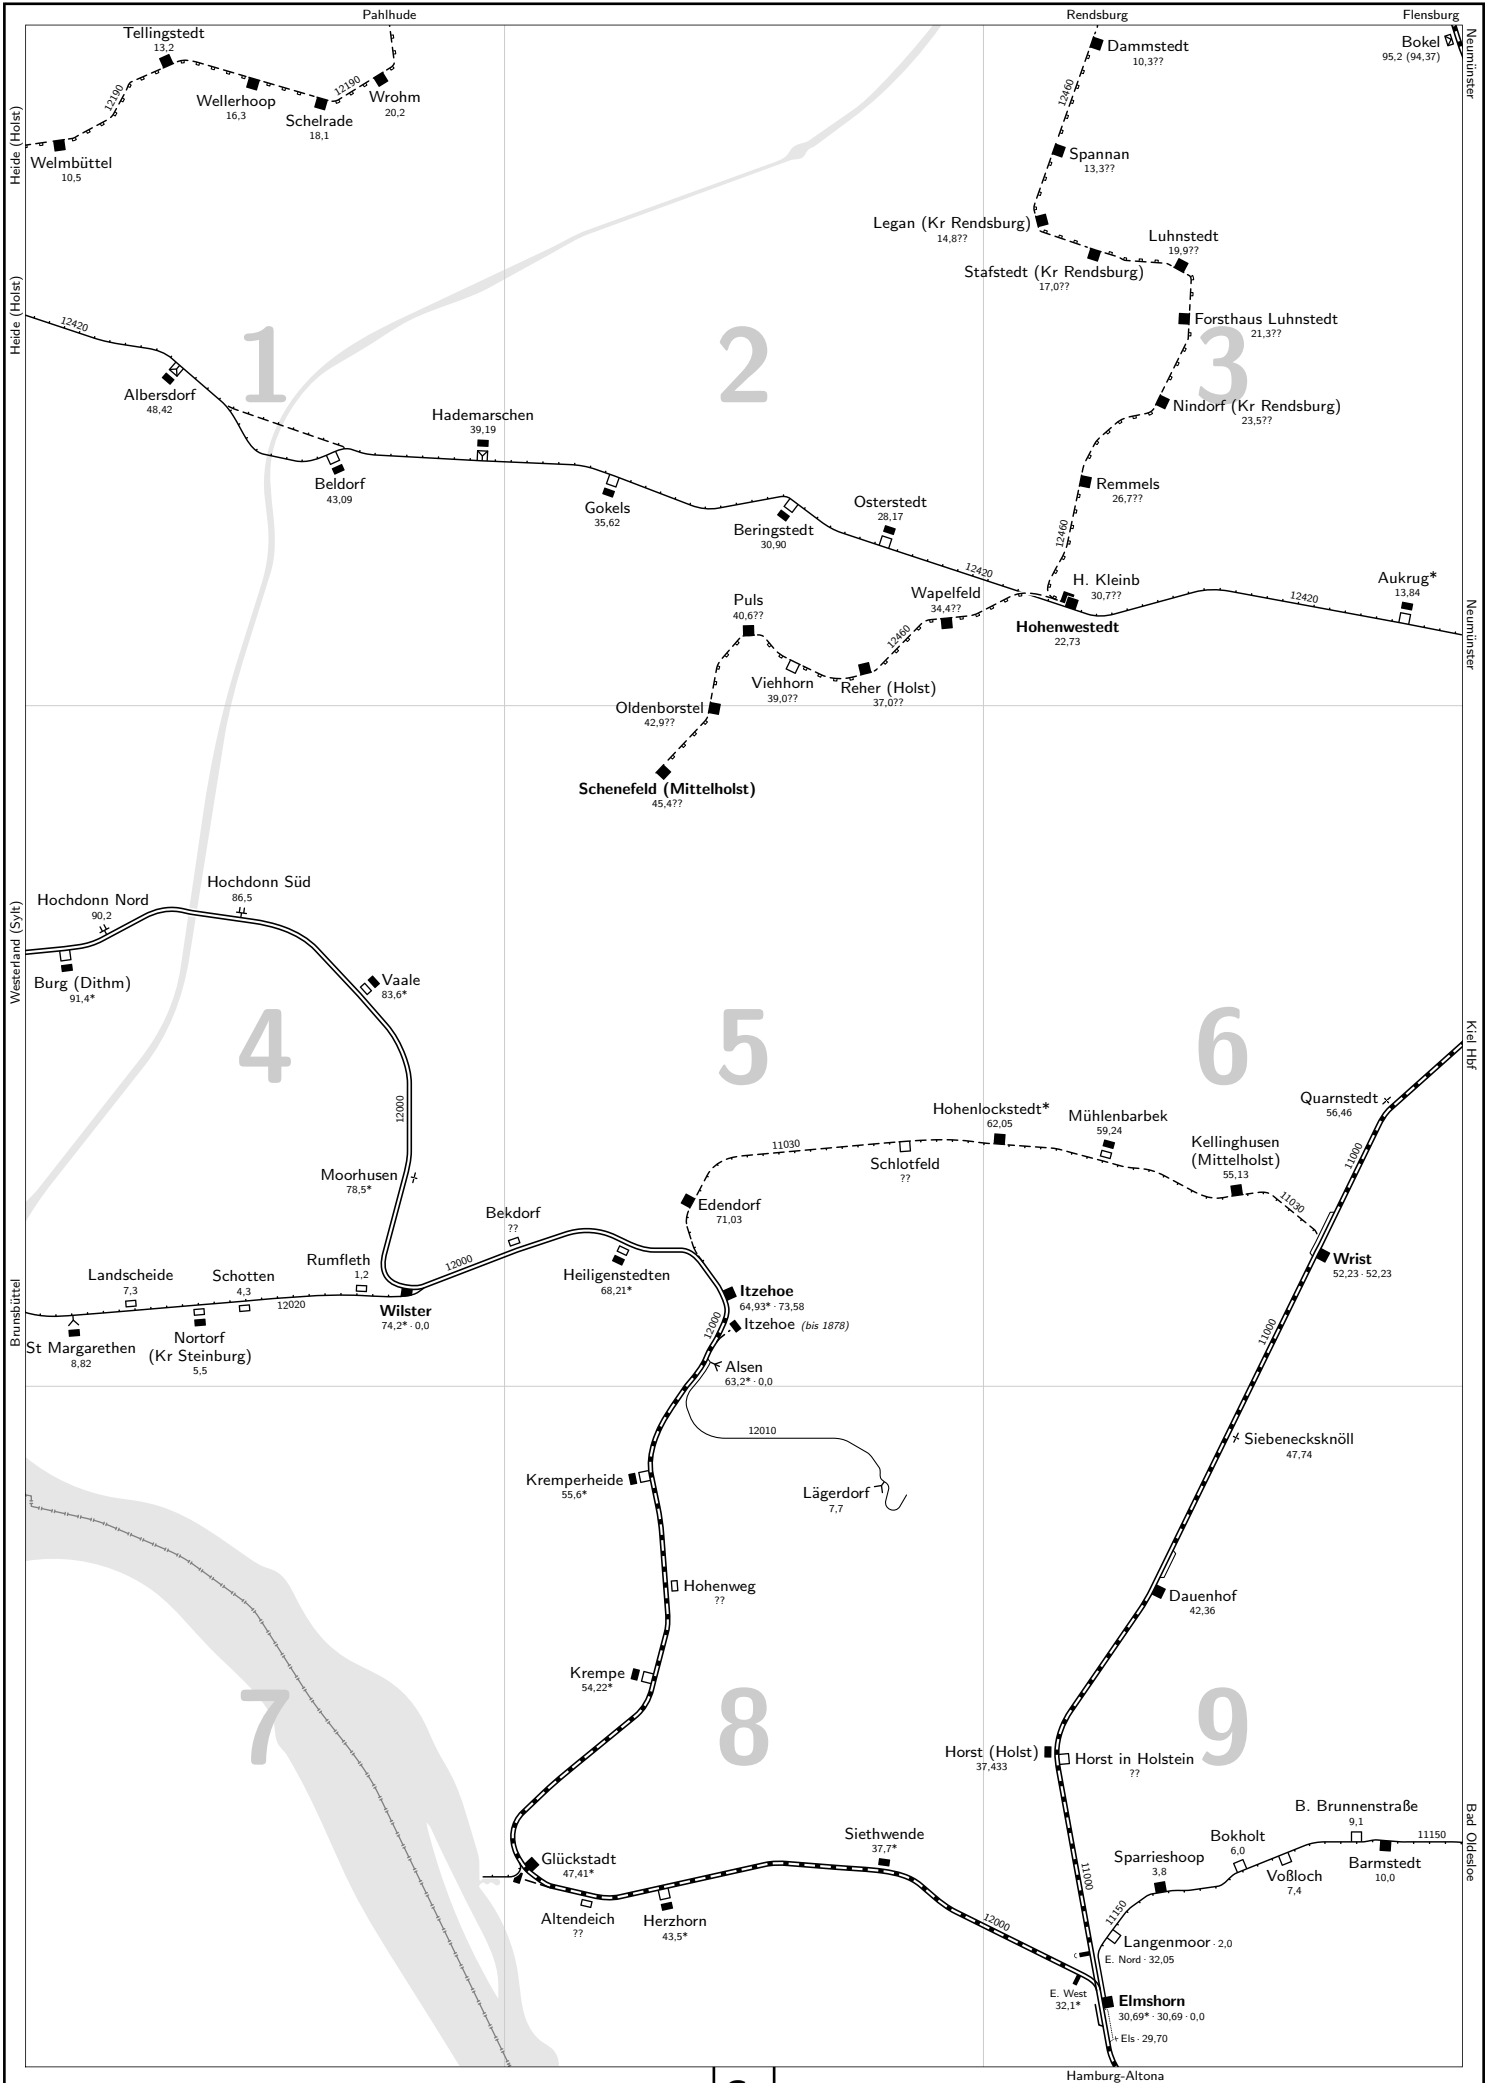 Pahlhude
Rendsburg
Flensburg
Heide (Holst)
Heide (Holst)
Westerland (Sylt)
Brunsbüttel
Neumünster
Neumünster
Kiel Hbf
Bad Oldesloe
Hamburg-Altona
Tellingstedt
13,2
Wellerhoop
16,3
Schelrade
18,1
Wrohm
20,2
12190
12190
Welmbüttel
10,5
Dammstedt
10,3??
Bokel
95,2 (94,37)
12460
Spannan
13,3??
Legan (Kr Rendsburg)
14,8??
Stafstedt (Kr Rendsburg)
17,0??
Luhnstedt
19,9??
Forsthaus Luhnstedt
21,3??
1
2
3
12420
Albersdorf
48,42
Hademarschen
39,19
Beldorf
43,09
Gokels
35,62
Beringstedt
30,90
Osterstedt
28,17
Nindorf (Kr Rendsburg)
23,5??
Remmels
26,7??
12460
12420
H. Kleinb
30,7??
Hohenwestedt
22,73
12420
Aukrug*
13,84
Puls
40,6??
Wapelfeld
34,4??
12460
Viehhorn
39,0??
Reher (Holst)
37,0??
Oldenborstel
42,9??
Schenefeld (Mittelholst)
45,4??
Hochdonn Nord
90,2
Hochdonn Süd
86,5
Burg (Dithm)
91,4*
Vaale
83,6*
4
5
6
12000
Moorhusen
78,5*
Quarnstedt
56,46
11000
Hohenlockstedt*
62,05
Mühlenbarbek
59,24
Kellinghusen
(Mittelholst)
55,13
11030
11030
Schlotfeld
??
Edendorf
71,03
Wrist
52,23 · 52,23
Bekdorf
??
12000
Heiligenstedten
68,21*
Rumfleth
1,2
Landscheide
7,3
Schotten
4,3
12020
Wilster
74,2* · 0,0
St Margarethen
8,82
Nortorf
(Kr Steinburg)
5,5
Itzehoe
64,93* · 73,58
Itzehoe (bis 1878)
12000
Alsen
63,2* · 0,0
11000
12010
Lägerdorf
7,7
Siebenecksknöll
47,74
Kremperheide
55,6*
Hohenweg
??
Dauenhof
42,36
Krempe
54,22*
7
8
9
Horst (Holst)
37,433
Horst in Holstein
??
Glückstadt
47,41*
Altendeich
??
Herzhorn
43,5*
Siethwende
37,7*
12000
11000
B. Brunnenstraße
9,1
11150
Barmstedt
10,0
Bokholt
6,0
Voßloch
7,4
Sparrieshoop
3,8
11150
Langenmoor · 2,0
E. Nord · 32,05
E. West
32,1*
Elmshorn
30,69* · 30,69 · 0,0
Els · 29,70